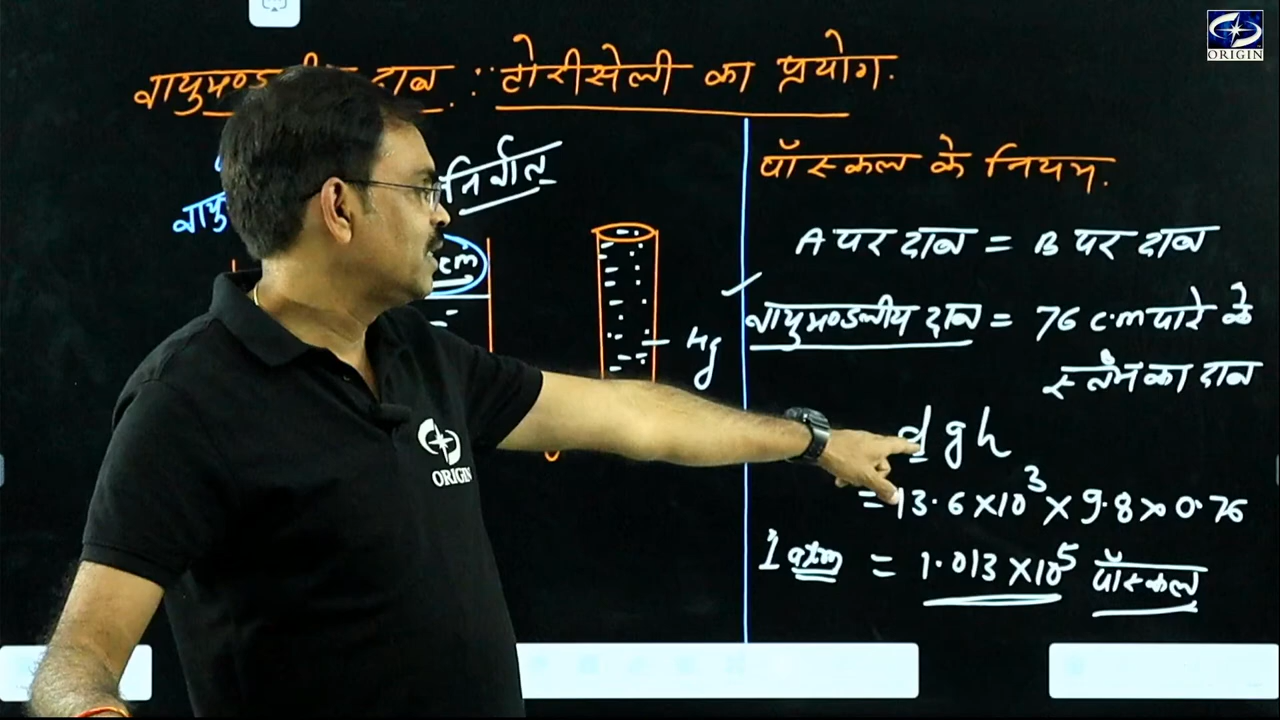 दाब : टोरीसेली का प्रयोग.
निर्वात
cm
Hg
पॉस्कल के नियम.
A पर दाब = B पर दाब
वायुमण्डलीय दाब = 76 c.m पारे के
स्तंभ का दाब
d g h
= 13.6 × 10³ × 9.8 × 0.76
1 atm = 1.013 × 10⁵ पॉस्कल
ORIGIN
ORIGIN